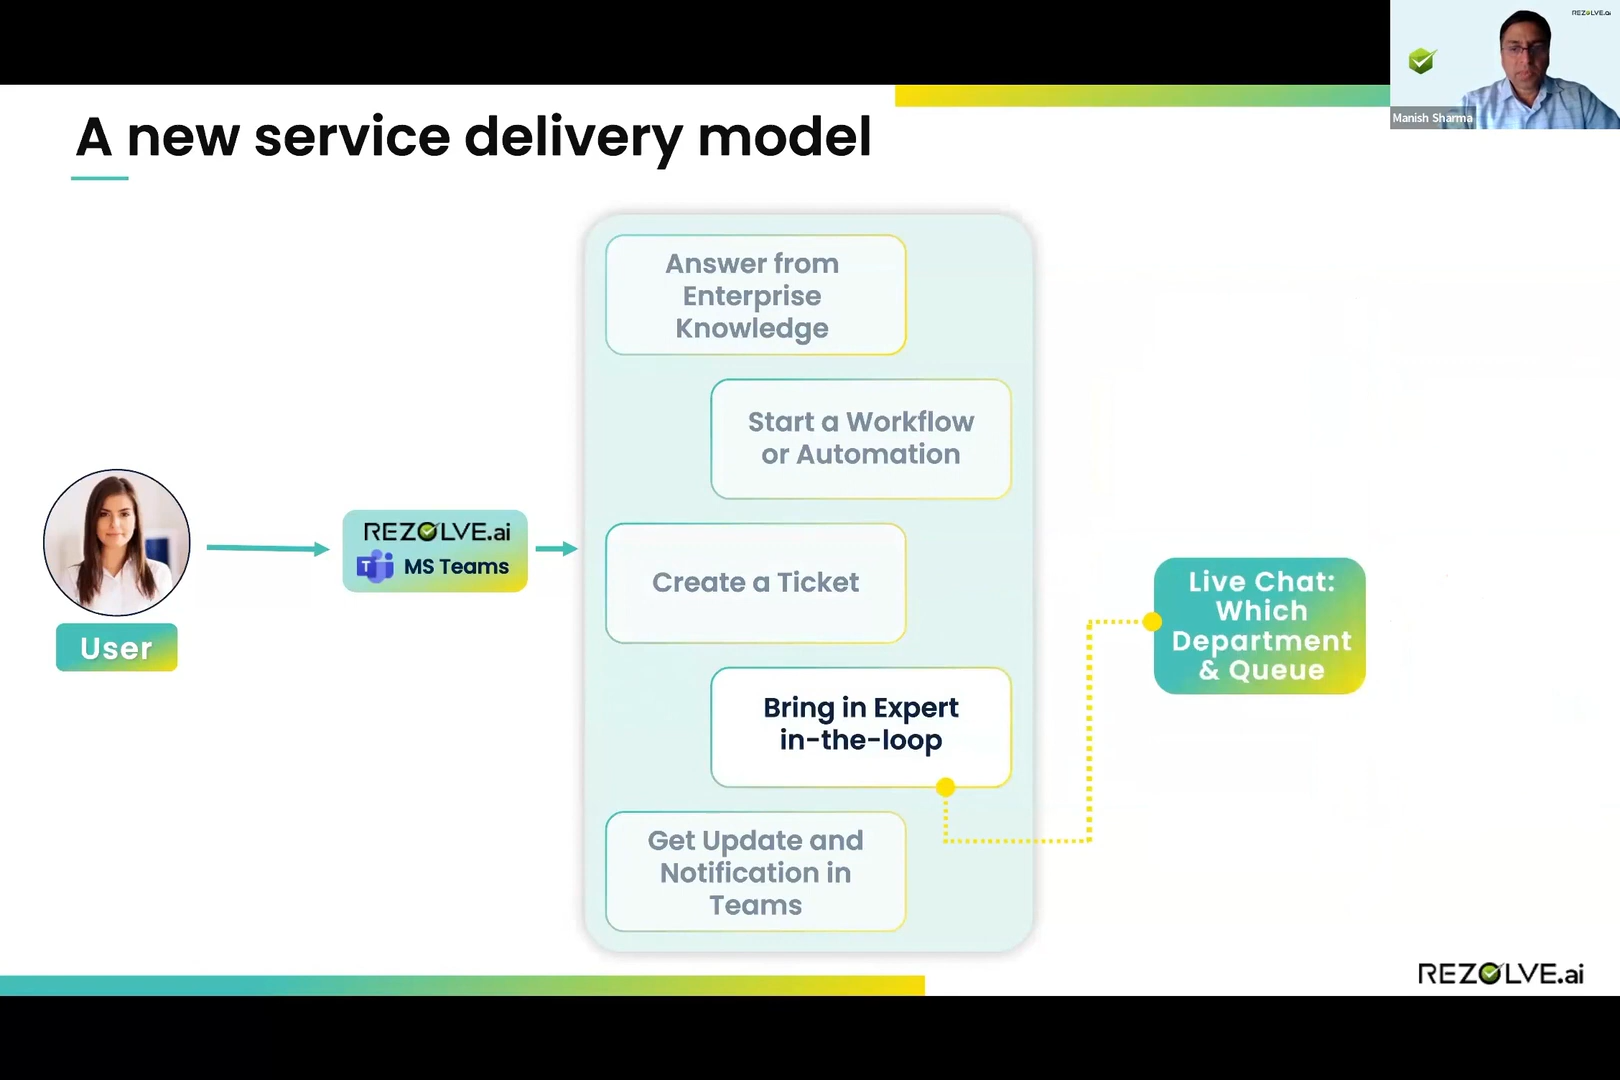 REZOLVE.ai
Manish Sharma
A new service delivery model
Answer from
Enterprise
Knowledge
Start a Workflow
or Automation
REZOLVE.ai
MS Teams
Create a Ticket
User
Live Chat:
Which
Department
& Queue
Bring in Expert
in-the-loop
Get Update and
Notification in
Teams
REZOLVE.ai